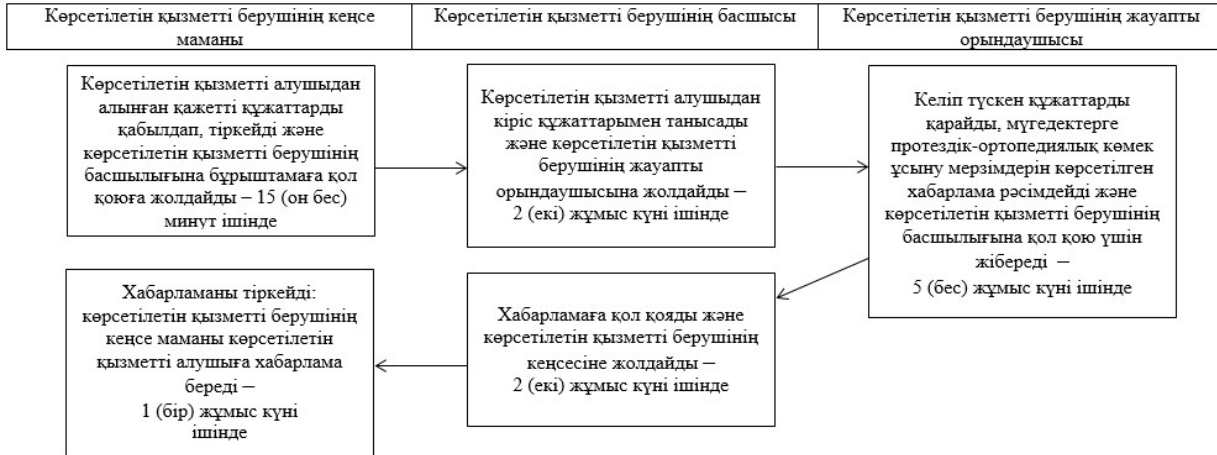 Көрсетілетін қызметті берушінің кеңсе
маманы
Көрсетілетін қызметті берушінің басшысы
Көрсетілетін қызметті берушінің жауапты
орындаушысы
Көрсетілетін қызметті алушыдан
алынған қажетті құжаттарды
қабылдап, тіркейді және
көрсетілетін қызметті берушінің
басшылығына бұрыштамаға қол
қоюға жолдайды – 15 (он бес)
минут ішінде
Көрсетілетін қызметті алушыдан
кіріс құжаттарымен танысады
және көрсетілетін қызметті
берушінің жауапты
орындаушысына жолдайды –
2 (екі) жұмыс күні ішінде
Келіп түскен құжаттарды
қарайды, мүгедектерге
протездік-ортопедиялық көмек
ұсыну мерзімдерін көрсетілген
хабарлама рәсімдейді және
көрсетілетін қызметті берушінің
басшылығына қол қою үшін
жібереді –
5 (бес) жұмыс күні ішінде
Хабарламаға қол қояды және
көрсетілетін қызметті берушінің
кеңсесіне жолдайды –
2 (екі) жұмыс күні ішінде
Хабарламаны тіркейді:
көрсетілетін қызметті берушінің
кеңсе маманы көрсетілетін
қызметті алушыға хабарлама
береді –
1 (бір) жұмыс күні
ішінде